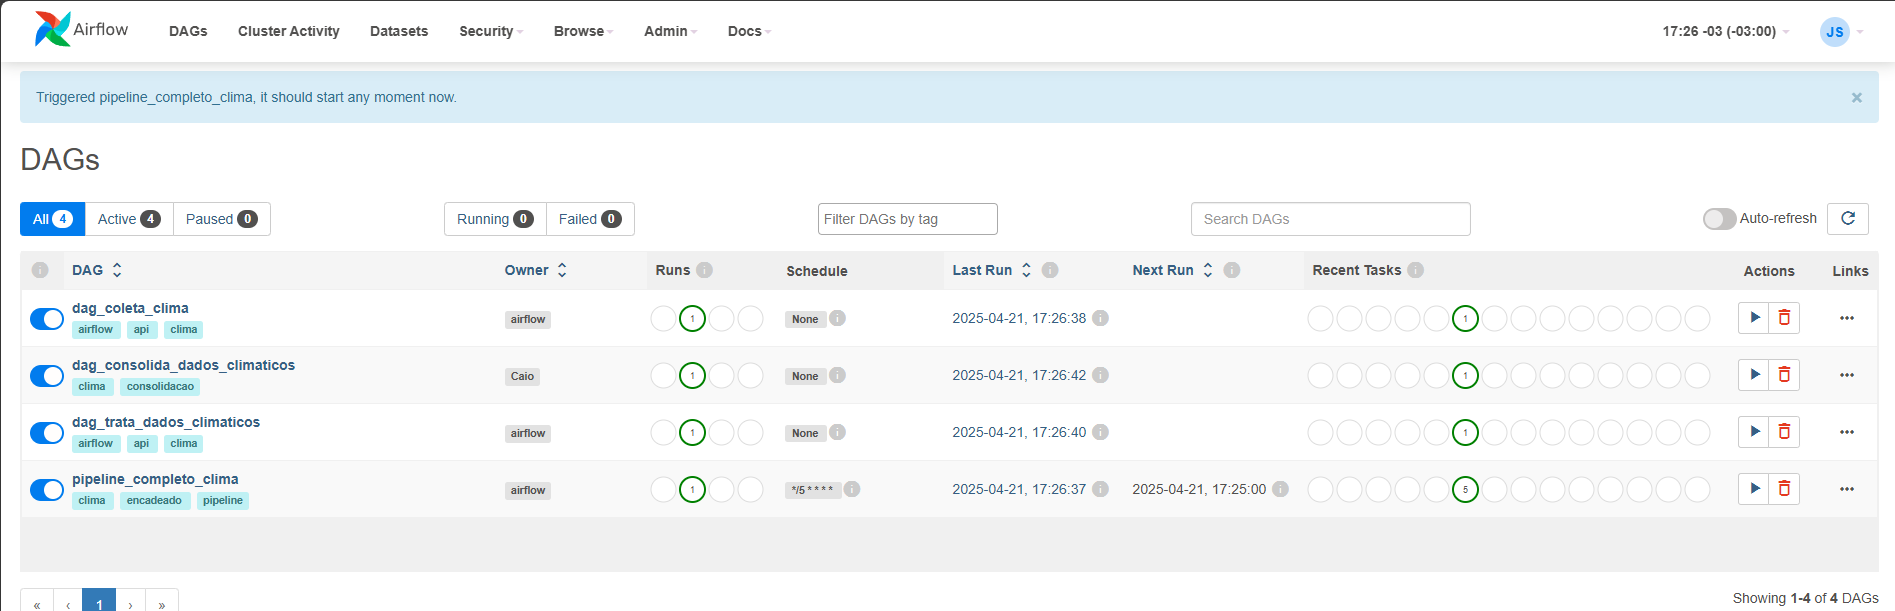 Airflow DAGs Cluster Activity Datasets Security Browse Admin Docs 17:26 -03 (-03:00) JS
Triggered pipeline_completo_clima, it should start any moment now. ×
DAGs
All 4 Active 4 Paused 0 Running 0 Failed 0 Filter DAGs by tag Search DAGs Auto-refresh
i DAG Owner Runs i Schedule Last Run i Next Run i Recent Tasks i Actions Links
dag_coleta_clima
airflow api clima
airflow 1 None i 2025-04-21, 17:26:38 i 1
dag_consolida_dados_climaticos
clima consolidacao
Caio 1 None i 2025-04-21, 17:26:42 i 1
dag_trata_dados_climaticos
airflow api clima
airflow 1 None i 2025-04-21, 17:26:40 i 1
pipeline_completo_clima
clima encadeado pipeline
airflow 1 */5 * * * * i 2025-04-21, 17:26:37 i 2025-04-21, 17:25:00 i 5
« ‹ 1 › »
Showing 1-4 of 4 DAGs